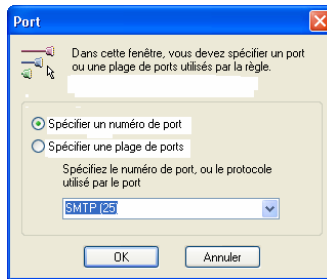 Port
Dans cette fenêtre, vous devez spécifier un port
ou une plage de ports utilisés par la règle.
Spécifier un numéro de port
Spécifier une plage de ports
Spécifiez le numéro de port, ou le protocole
utilisé par le port
SMTP (25)
OK
Annuler